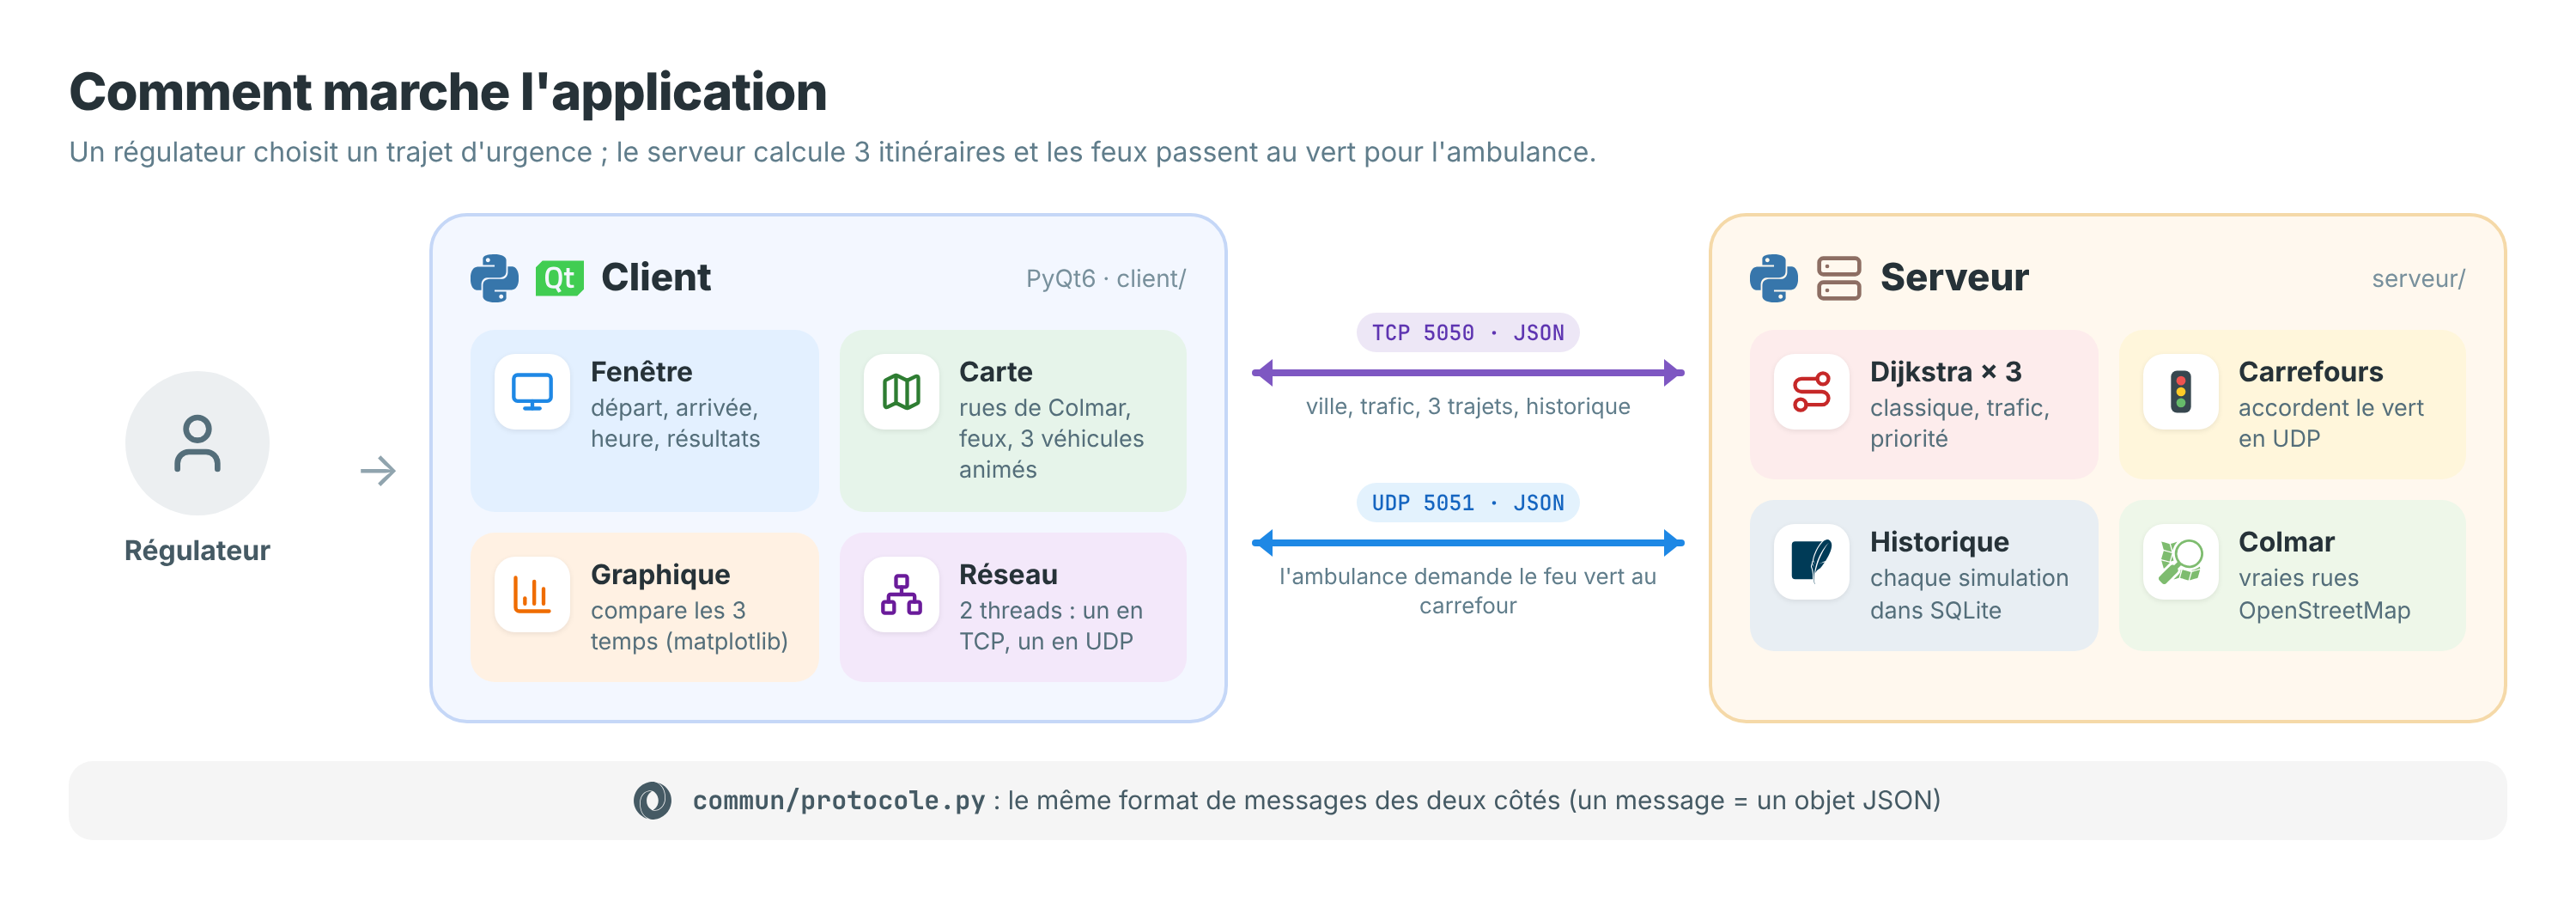 Comment marche l'application
Un régulateur choisit un trajet d'urgence ; le serveur calcule 3 itinéraires et les feux passent au vert pour l'ambulance.
Régulateur
Qt Client
PyQt6 · client/
Fenêtre
départ, arrivée,
heure, résultats
Carte
rues de Colmar,
feux, 3 véhicules
animés
Graphique
compare les 3
temps (matplotlib)
Réseau
2 threads : un en
TCP, un en UDP
TCP 5050 · JSON
ville, trafic, 3 trajets, historique
UDP 5051 · JSON
l'ambulance demande le feu vert au
carrefour
Serveur
serveur/
Dijkstra × 3
classique, trafic,
priorité
Carrefours
accordent le vert
en UDP
Historique
chaque simulation
dans SQLite
Colmar
vraies rues
OpenStreetMap
commun/protocole.py : le même format de messages des deux côtés (un message = un objet JSON)